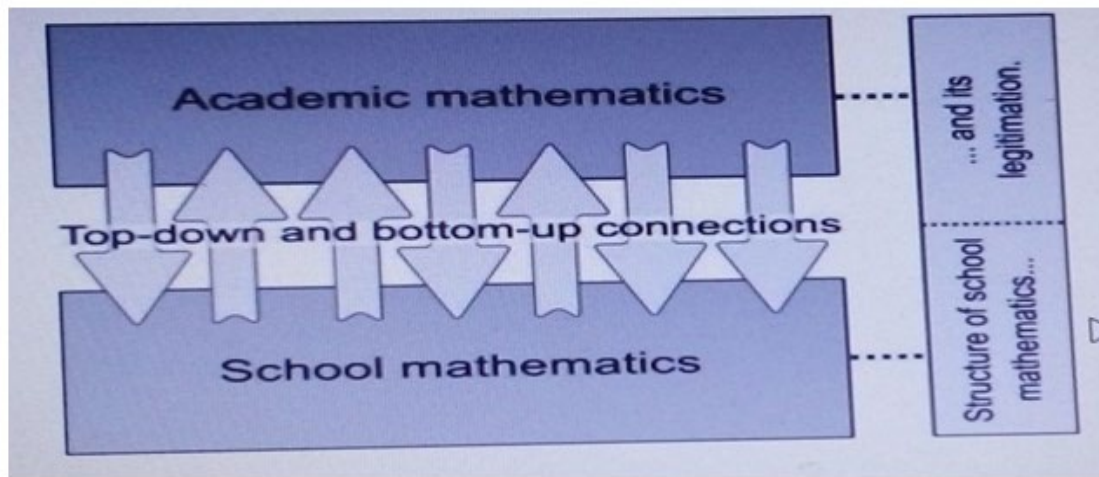 Academic mathematics
Top-down and bottom-up connections
School mathematics
... and its
legitimation.
Structure of school
mathematics...